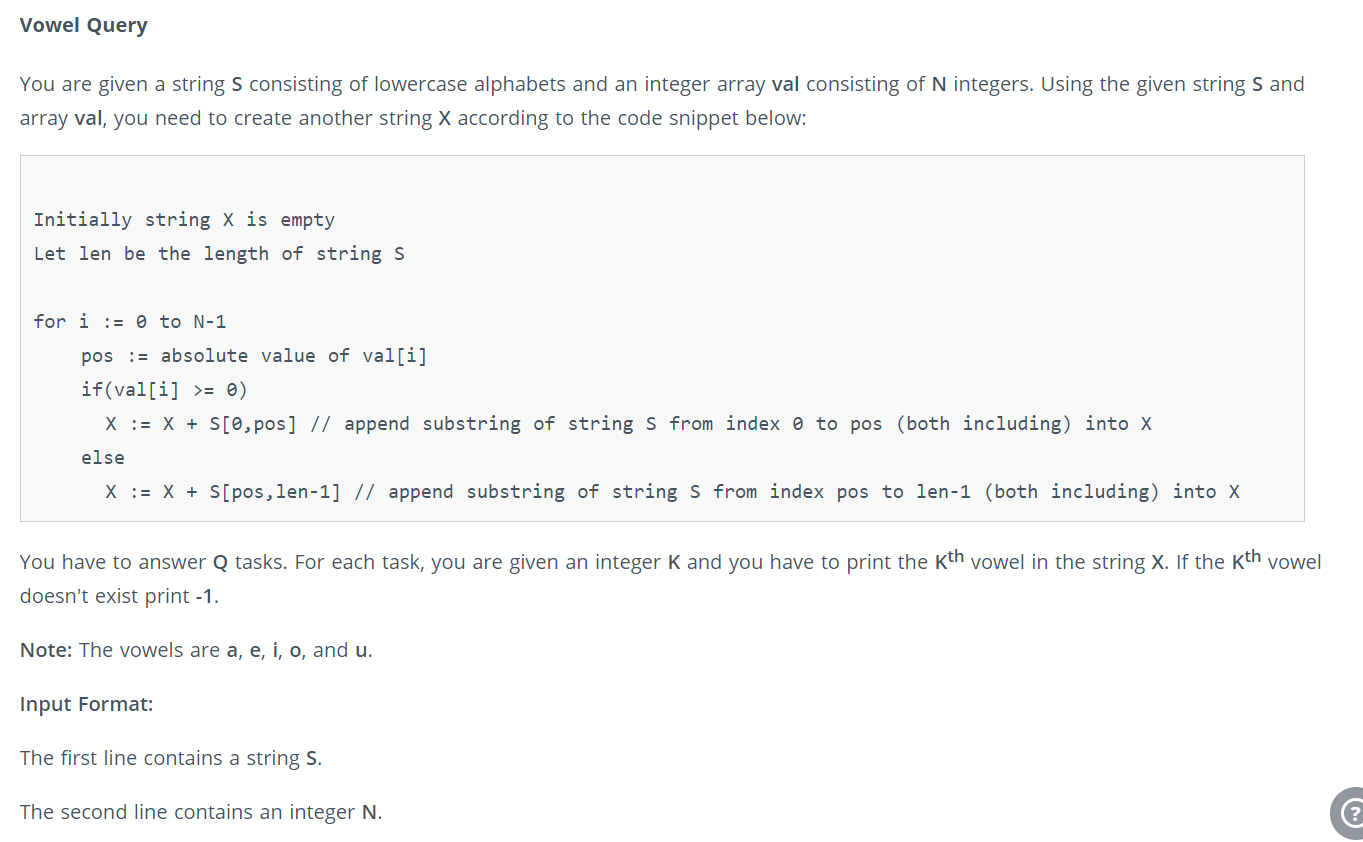 Vowel Query
You are given a string S consisting of lowercase alphabets and an integer array val consisting of N integers. Using the given string S and
array val, you need to create another string X according to the code snippet below:
Initially string X is empty
Let len be the length of string S
for i := 0 to N-1
pos := absolute value of val[i]
if(val[i] >= 0)
X := X + S[0,pos] // append substring of string S from index 0 to pos (both including) into X
else
X := X + S[pos,len-1] // append substring of string S from index pos to len-1 (both including) into X
You have to answer Q tasks. For each task, you are given an integer K and you have to print the Kth vowel in the string X. If the Kth vowel
doesn't exist print -1.
Note: The vowels are a, e, i, o, and u.
Input Format:
The first line contains a string S.
The second line contains an integer N.
?